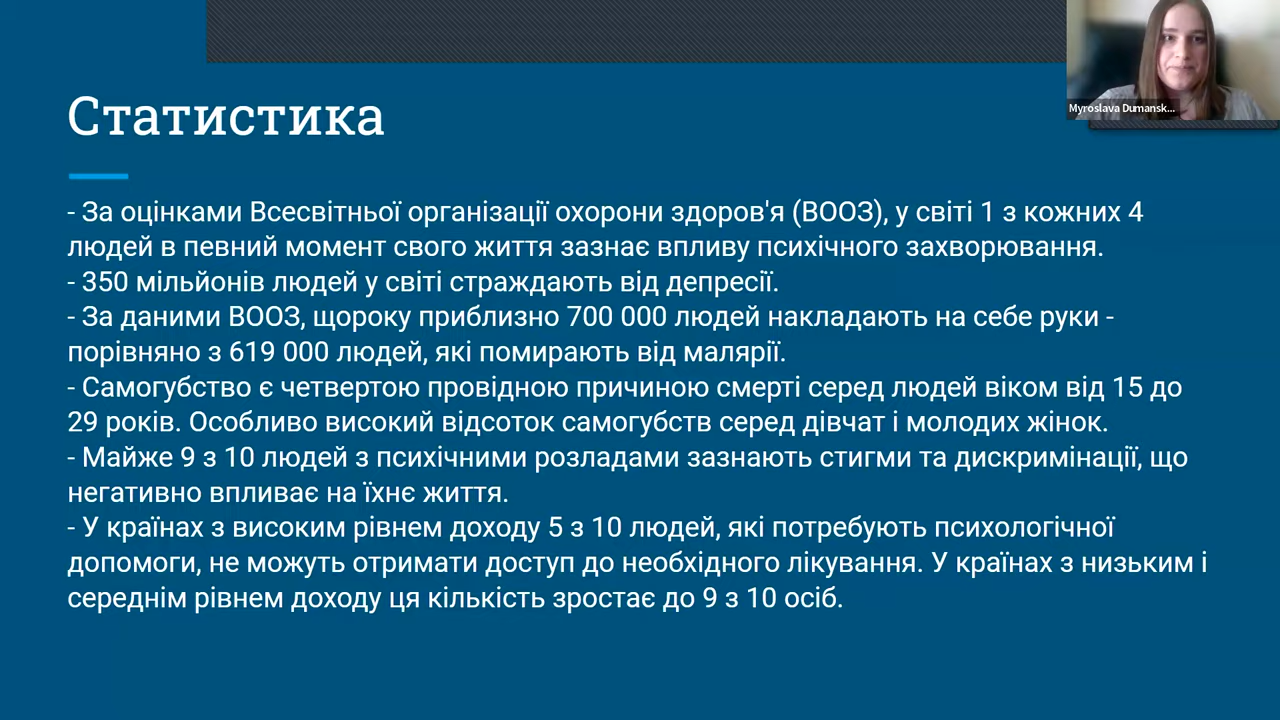 Myroslava Dumansk...
Статистика
- За оцінками Всесвітньої організації охорони здоров'я (ВООЗ), у світі 1 з кожних 4
людей в певний момент свого життя зазнає впливу психічного захворювання.
- 350 мільйонів людей у світі страждають від депресії.
- За даними ВООЗ, щороку приблизно 700 000 людей накладають на себе руки -
порівняно з 619 000 людей, які помирають від малярії.
- Самогубство є четвертою провідною причиною смерті серед людей віком від 15 до
29 років. Особливо високий відсоток самогубств серед дівчат і молодих жінок.
- Майже 9 з 10 людей з психічними розладами зазнають стигми та дискримінації, що
негативно впливає на їхнє життя.
- У країнах з високим рівнем доходу 5 з 10 людей, які потребують психологічної
допомоги, не можуть отримати доступ до необхідного лікування. У країнах з низьким і
середнім рівнем доходу ця кількість зростає до 9 з 10 осіб.